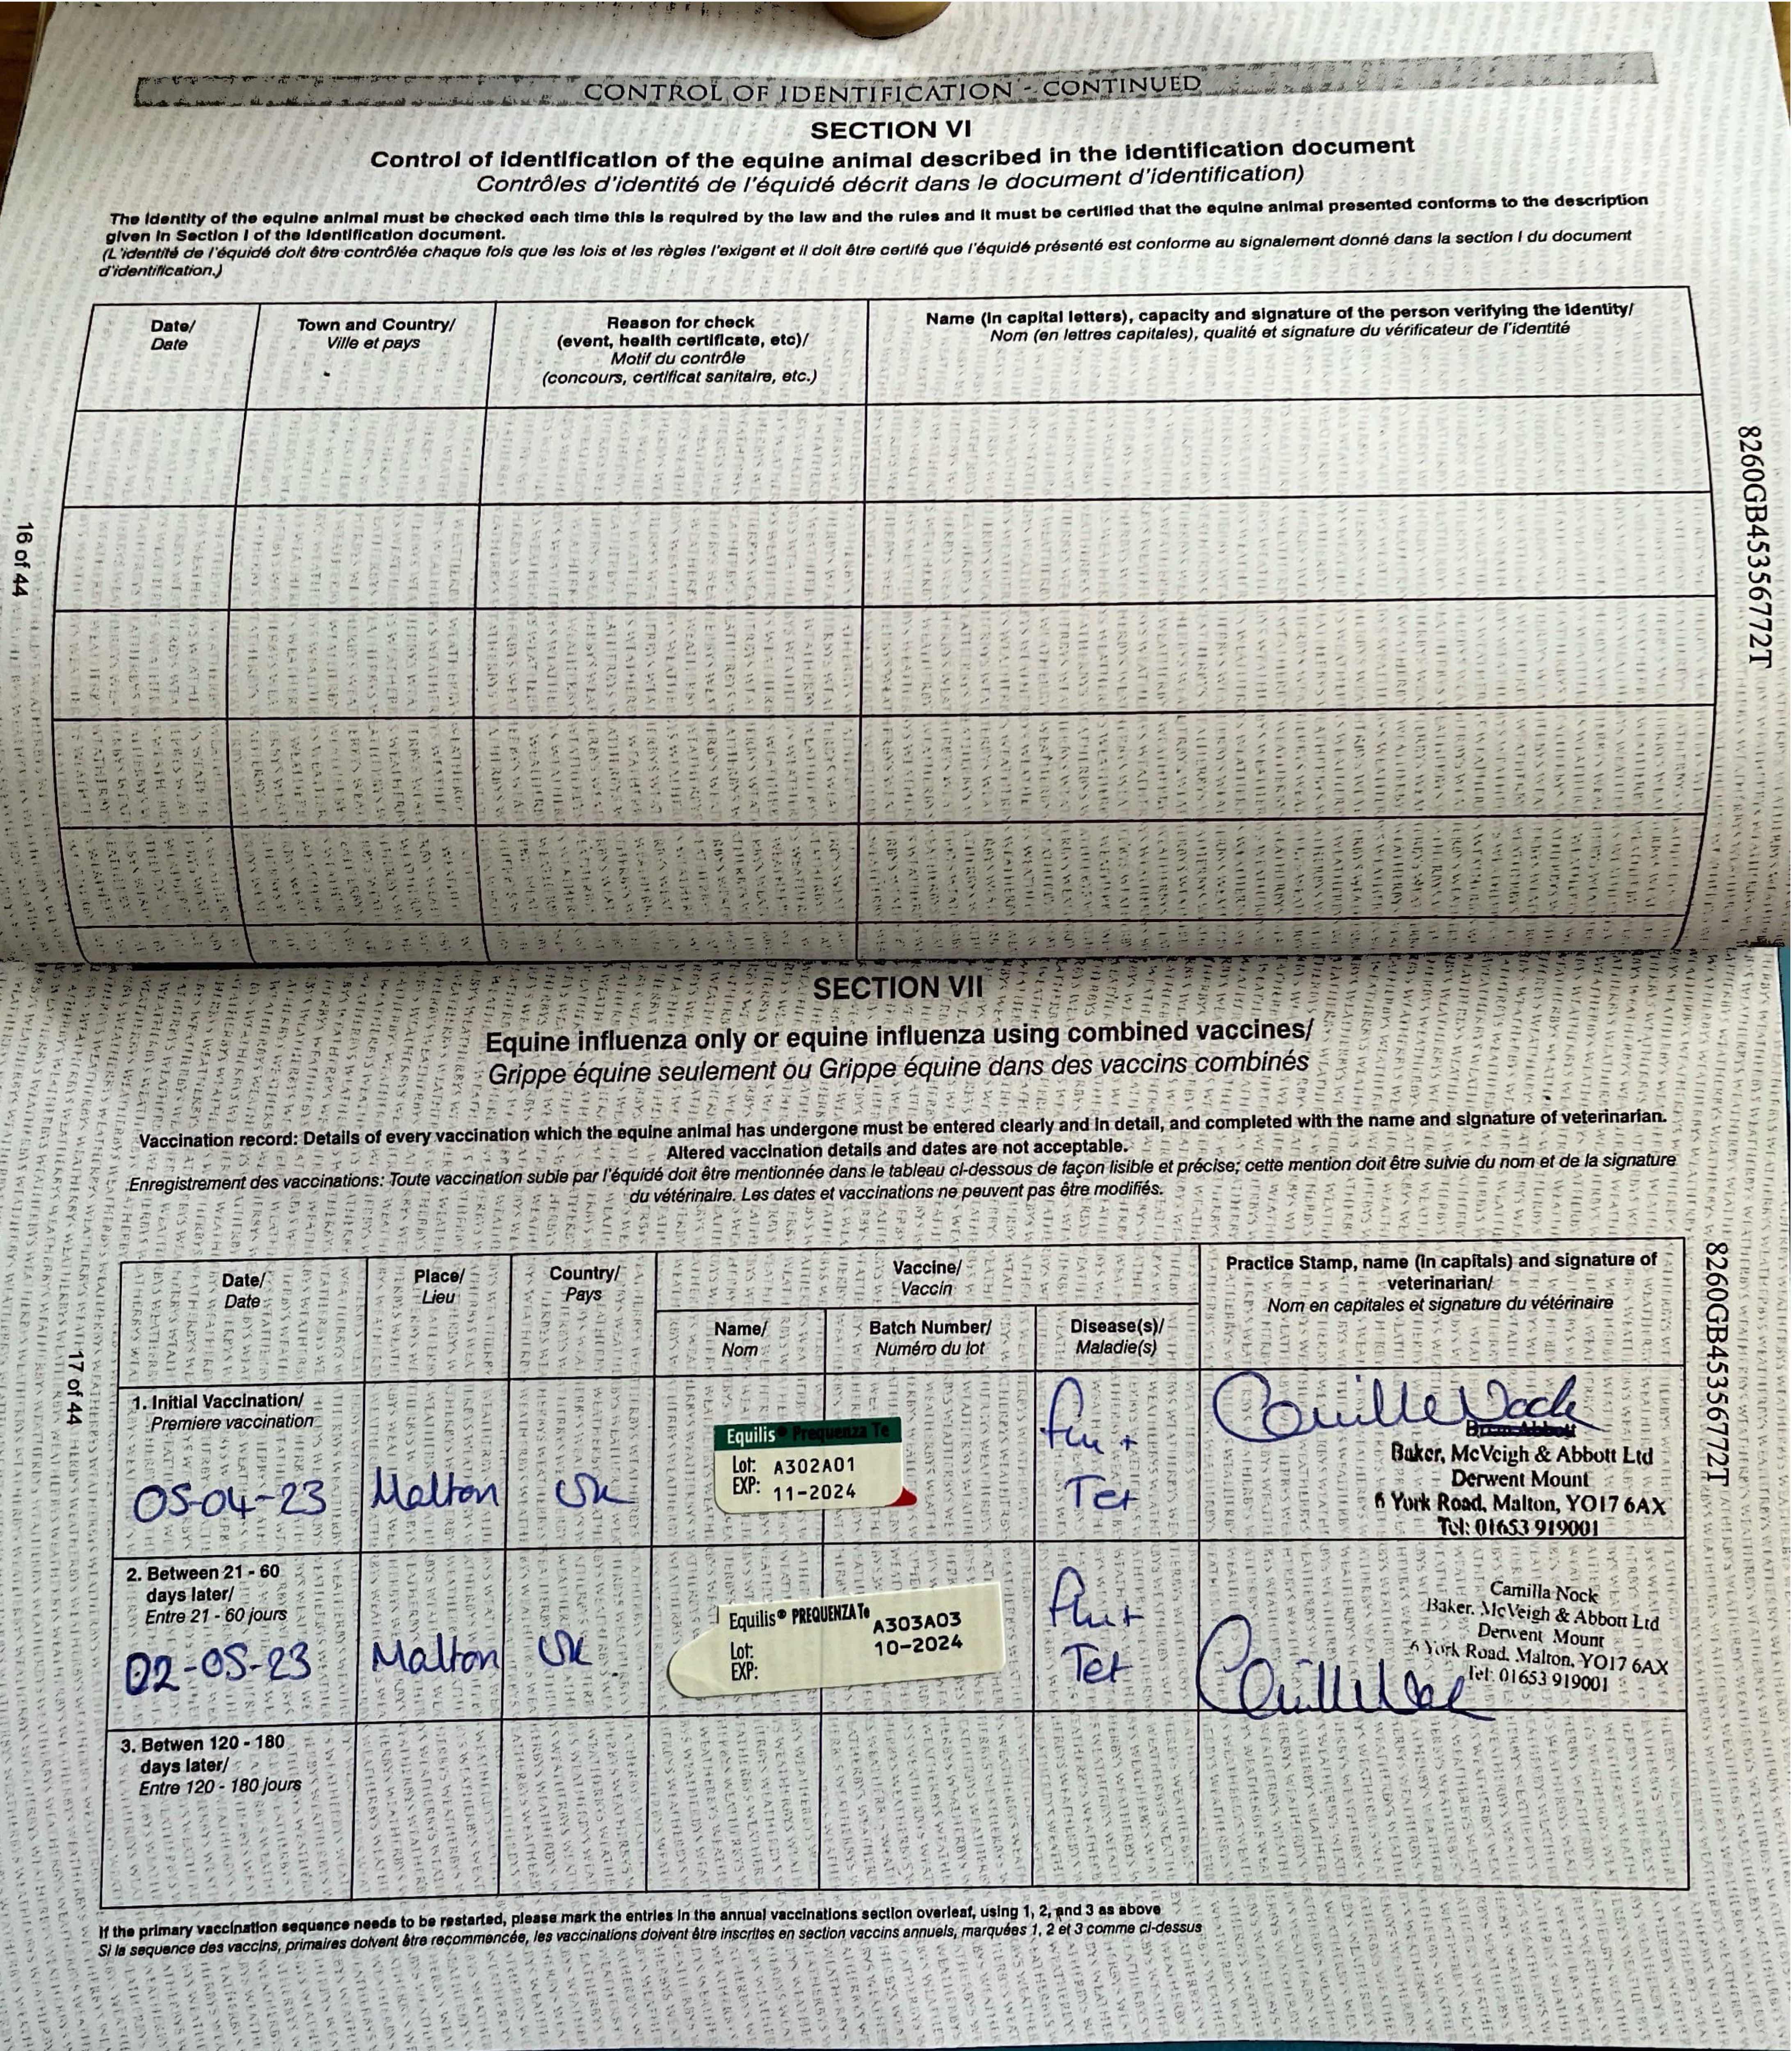 CONTROL OF IDENTIFICATION - CONTINUED
SECTION VI
Control of identification of the equine animal described in the identification document
Contrôles d'identité de l'équidé décrit dans le document d'identification)
The identity of the equine animal must be checked each time this is required by the law and the rules and it must be certified that the equine animal presented conforms to the description
given in Section I of the identification document.
(L'identité de l'équidé doit être contrôlée chaque fois que les lois et les règles l'exigent et il doit être certifé que l'équidé présenté est conforme au signalement donné dans la section I du document
d'identification.)
Date/
Date
Town and Country/
Ville et pays
Reason for check
(event, health certificate, etc)/
Motif du contrôle
(concours, certificat sanitaire, etc.)
Name (in capital letters), capacity and signature of the person verifying the identity/
Nom (en lettres capitales), qualité et signature du vérificateur de l'identité
16 of 44
8260GB45356772T
SECTION VII
Equine influenza only or equine influenza using combined vaccines/
Grippe équine seulement ou Grippe équine dans des vaccins combinés
Vaccination record: Details of every vaccination which the equine animal has undergone must be entered clearly and in detail, and completed with the name and signature of veterinarian.
Altered vaccination details and dates are not acceptable.
Enregistrement des vaccinations: Toute vaccination subie par l'équidé doit être mentionnée dans le tableau ci-dessous de façon lisible et précise; cette mention doit être suivie du nom et de la signature
du vétérinaire. Les dates et vaccinations ne peuvent pas être modifiés.
Date/
Date
Place/
Lieu
Country/
Pays
Vaccine/
Vaccin
Name/
Nom
Batch Number/
Numéro du lot
Disease(s)/
Maladie(s)
Practice Stamp, name (in capitals) and signature of
veterinarian/
Nom en capitales et signature du vétérinaire
1. Initial Vaccination/
Premiere vaccination
05-04-23
Malton
UK
Equilis® Prequenza Te
Lot: A302A01
EXP: 11-2024
flu +
Tet
Camilla Nock
Brian Abbott
Baker, McVeigh & Abbott Ltd
Derwent Mount
6 York Road, Malton, YO17 6AX
Tel: 01653 919001
2. Between 21 - 60
days later/
Entre 21 - 60 jours
02-05-23
Malton
UK
Equilis® PREQUENZA Te
Lot: A303A03
EXP: 10-2024
flu +
Tet
Camilla Nock
Baker, McVeigh & Abbott Ltd
Derwent Mount
6 York Road, Malton, YO17 6AX
Tel: 01653 919001
Camilla Nock
3. Betwen 120 - 180
days later/
Entre 120 - 180 jours
If the primary vaccination sequence needs to be restarted, please mark the entries in the annual vaccinations section overleaf, using 1, 2, and 3 as above
Si la sequence des vaccins, primaires doivent être recommencée, les vaccinations doivent être inscrites en section vaccins annuels, marquées 1, 2 et 3 comme ci-dessus
17 of 44
8260GB45356772T